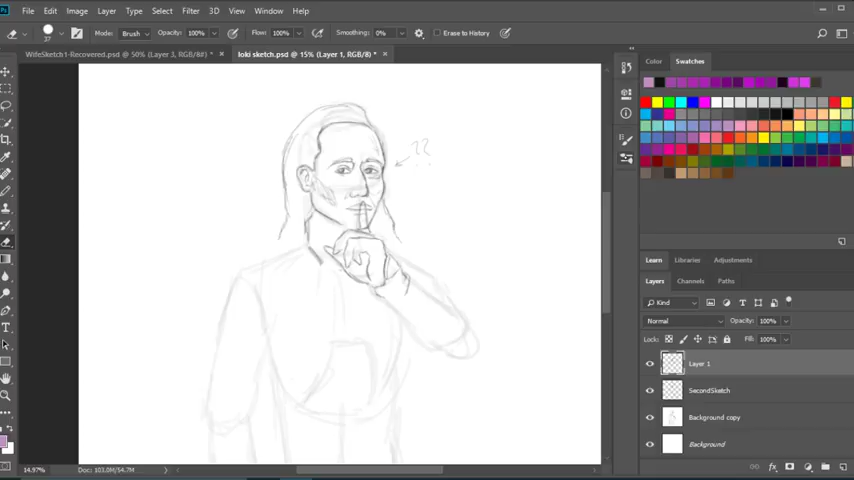 File Edit Image Layer Type Select Filter 3D View Window Help
37 Mode: Brush Opacity: 100% Flow: 100% Smoothing: 0% Erase to History
WifeSketch1-Recovered.psd @ 50% (Layer 3, RGB/8#) * × loki sketch.psd @ 15% (Layer 1, RGB/8) * ×
Color Swatches
??
Learn Libraries Adjustments
Layers Channels Paths
Kind
Normal Opacity: 100%
Lock: Fill: 100%
Layer 1
SecondSketch
Background copy
Background
14.97% Doc: 103.0M/54.7M